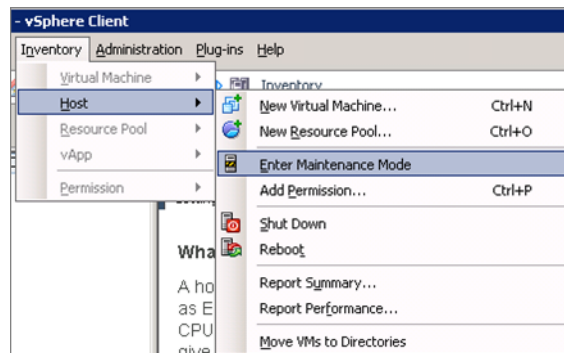 - vSphere Client
Inventory Administration Plug-ins Help
Inventory
Virtual Machine
Host
Resource Pool
vApp
Permission
New Virtual Machine... Ctrl+N
New Resource Pool... Ctrl+O
Enter Maintenance Mode
Add Permission... Ctrl+P
Shut Down
Reboot
Report Summary...
Report Performance...
Move VMs to Directories
Wha
A ho
as E
CPU
give